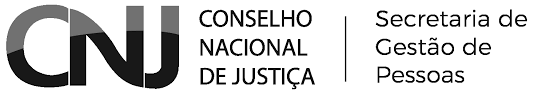 CNJ
CONSELHO
NACIONAL
DE JUSTIÇA
Secretaria de
Gestão de
Pessoas